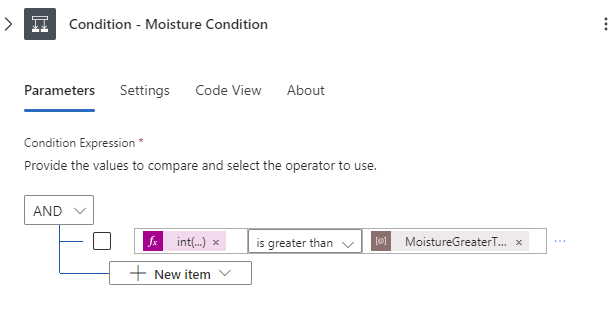 Condition - Moisture Condition
Parameters Settings Code View About
Condition Expression *
Provide the values to compare and select the operator to use.
AND
fx int(...) × is greater than [@] MoistureGreaterT... × ...
+ New item